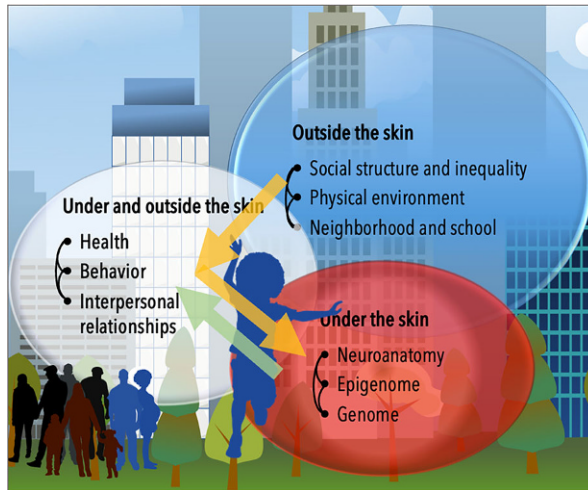 Outside the skin
Social structure and inequality
Physical environment
Neighborhood and school
Under and outside the skin
Health
Behavior
Interpersonal
relationships
Under the skin
Neuroanatomy
Epigenome
Genome